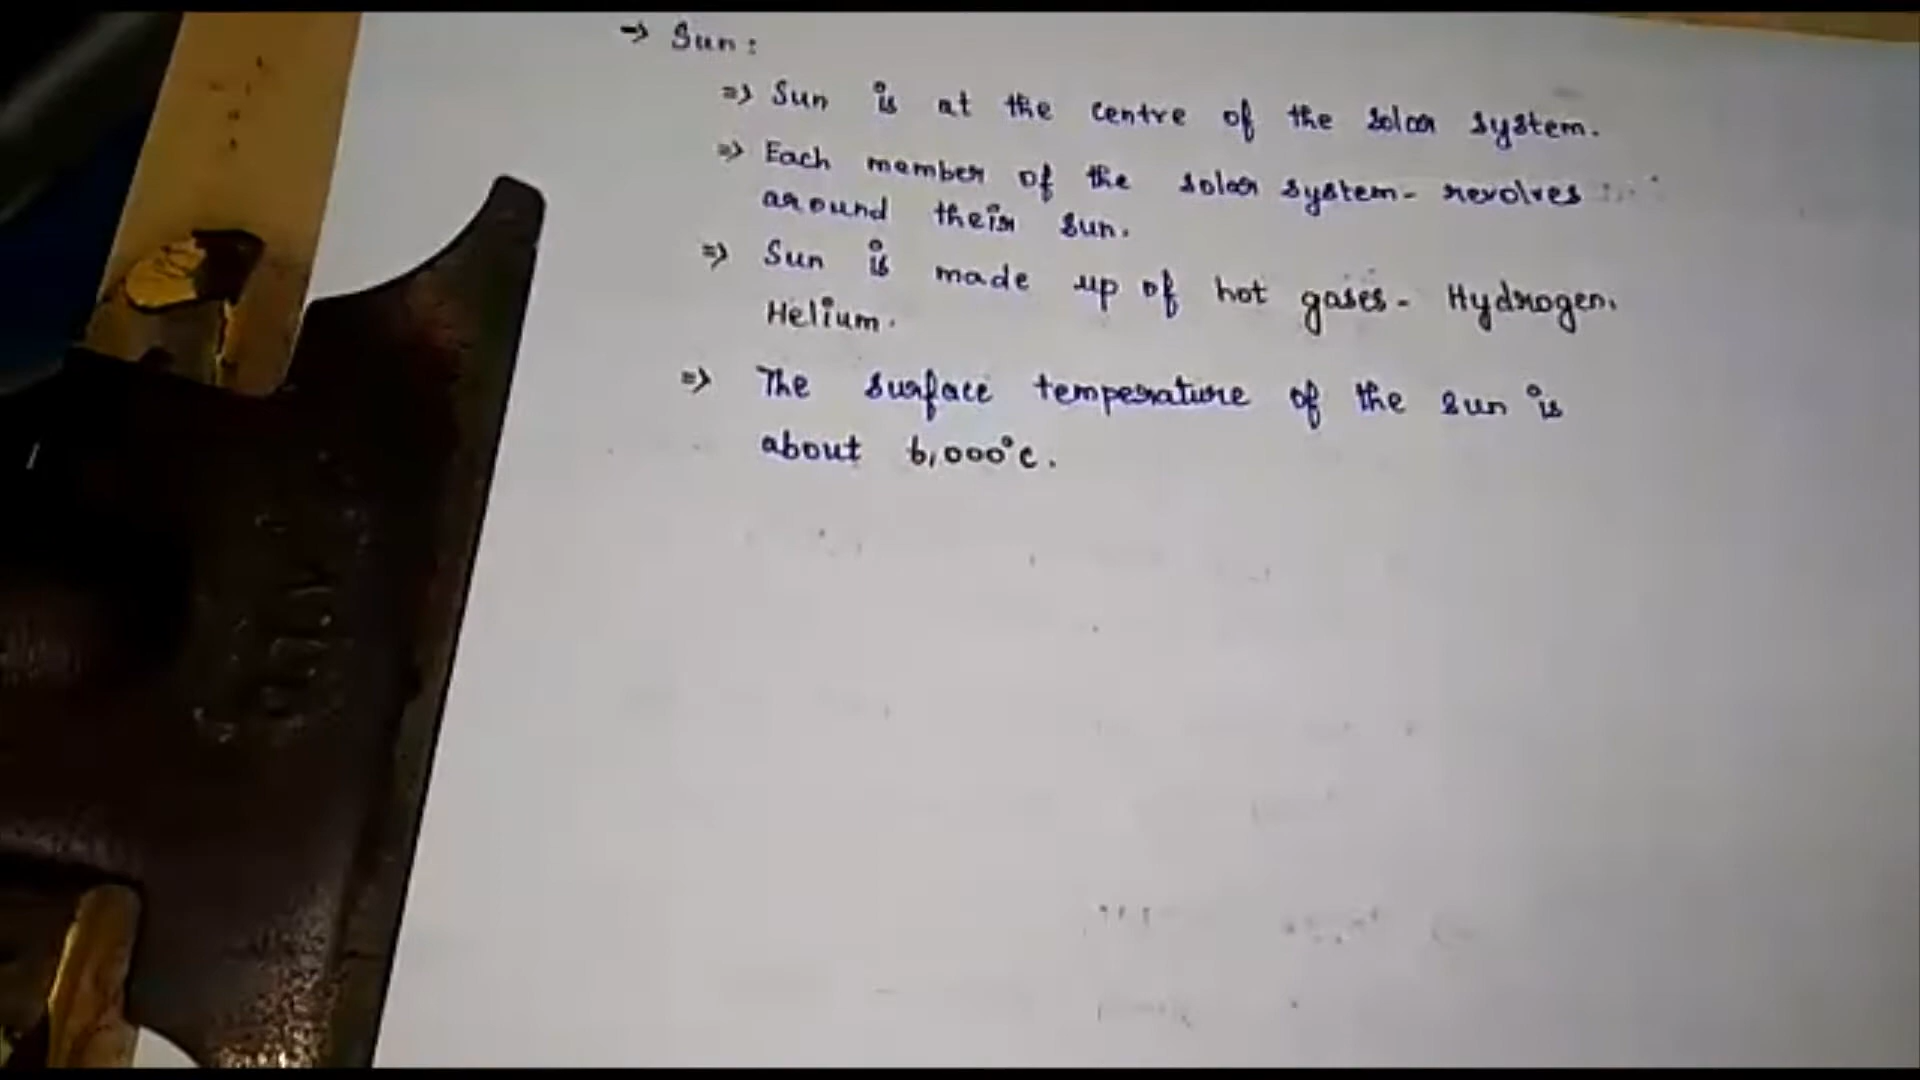 → Sun:
⇒ Sun is at the centre of the solar system.
⇒ Each member of the solar system - revolves
around their sun.
⇒ Sun is made up of hot gases - Hydrogen,
Helium.
⇒ The surface temperature of the sun is
about 6,000°c.